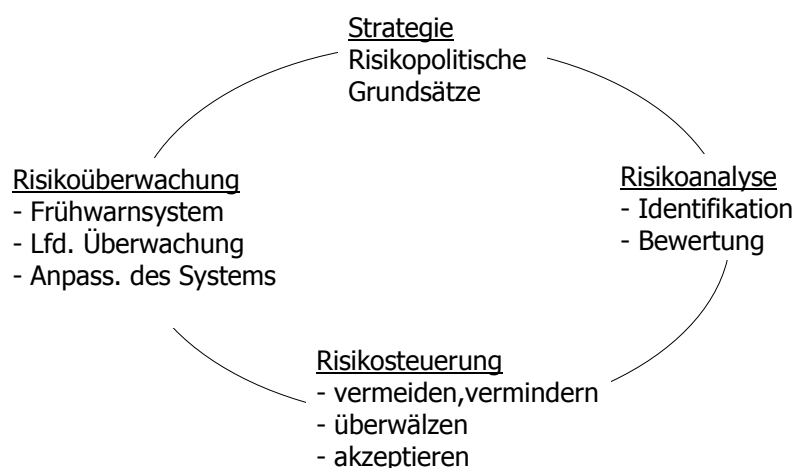 Strategie
Risikopolitische
Grundsätze
Risikoanalyse
- Identifikation
- Bewertung
Risikosteuerung
- vermeiden,vermindern
- überwälzen
- akzeptieren
Risikoüberwachung
- Frühwarnsystem
- Lfd. Überwachung
- Anpass. des Systems